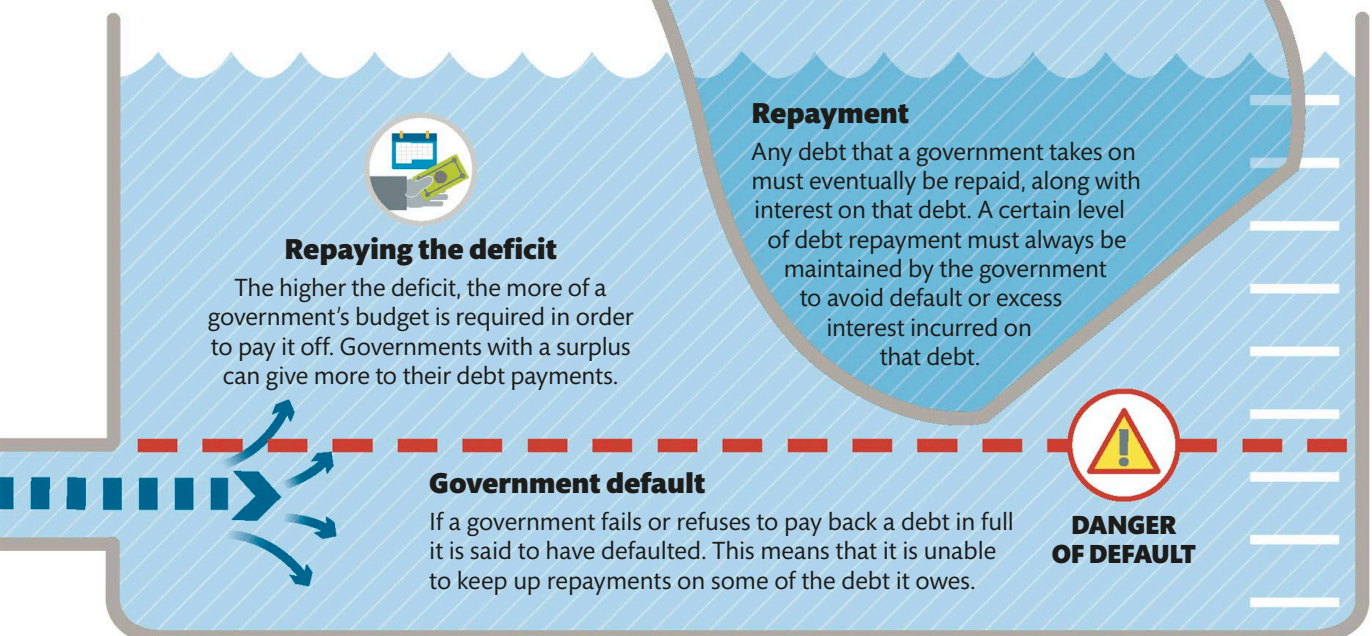 Repayment
Any debt that a government takes on
must eventually be repaid, along with
interest on that debt. A certain level
of debt repayment must always be
maintained by the government
to avoid default or excess
interest incurred on
that debt.
Repaying the deficit
The higher the deficit, the more of a
government’s budget is required in order
to pay it off. Governments with a surplus
can give more to their debt payments.
Government default
If a government fails or refuses to pay back a debt in full
it is said to have defaulted. This means that it is unable
to keep up repayments on some of the debt it owes.
!
DANGER
OF DEFAULT